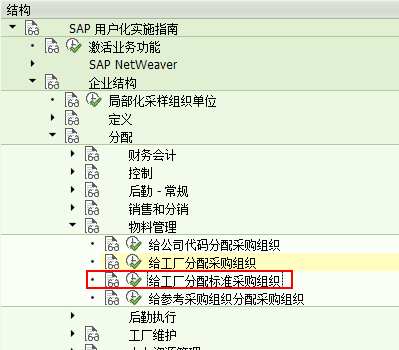 结构
SAP 用户化实施指南
激活业务功能
SAP NetWeaver
企业结构
局部化采样组织单位
定义
分配
财务会计
控制
后勤 - 常规
销售和分销
物料管理
给公司代码分配采购组织
给工厂分配采购组织
给工厂分配标准采购组织
给参考采购组织分配采购组织
后勤执行
工厂维护